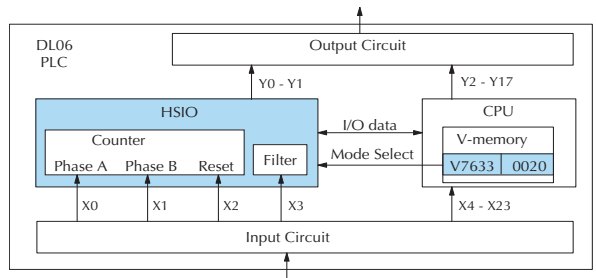 DL06
PLC
Output Circuit
Y0 - Y1
Y2 - Y17
HSIO
CPU
Counter
I/O data
V-memory
Phase A Phase B Reset
Filter
Mode Select
V7633 0020
X0 X1 X2 X3 X4 - X23
Input Circuit